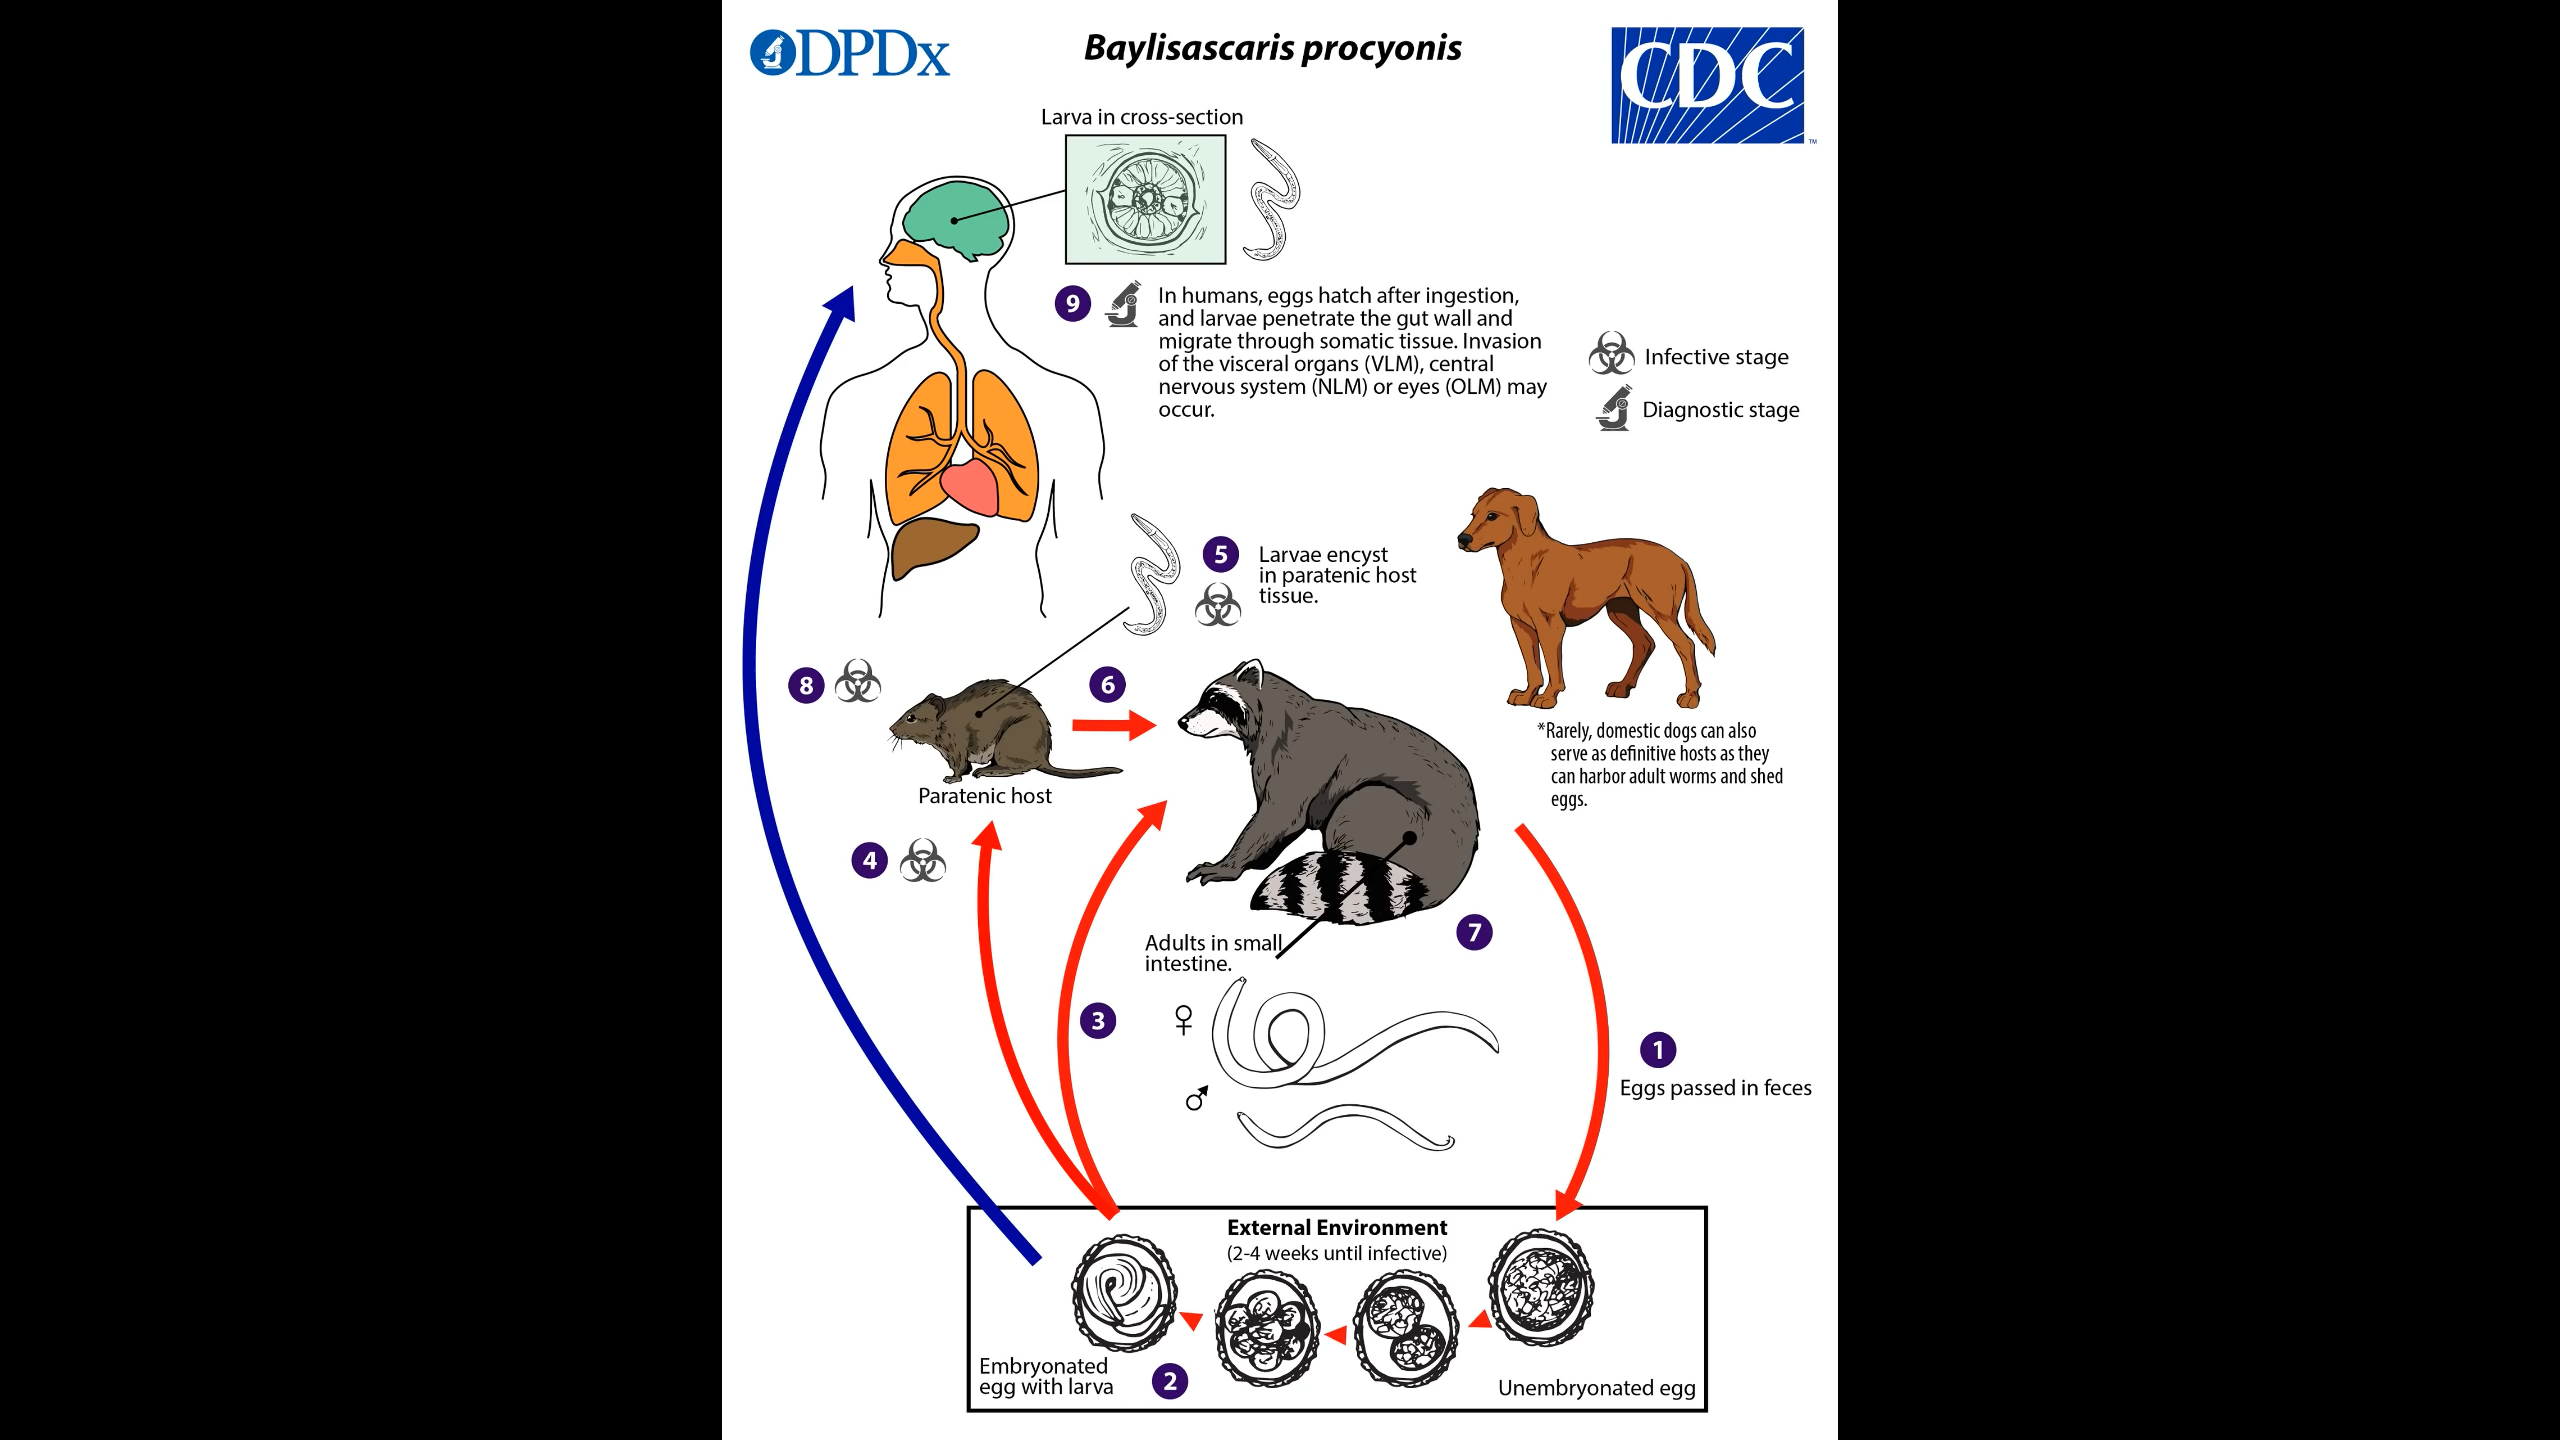 DPDx
Baylisascaris procyonis
CDC
TM
Larva in cross-section
9
In humans, eggs hatch after ingestion,
and larvae penetrate the gut wall and
migrate through somatic tissue. Invasion
of the visceral organs (VLM), central
nervous system (NLM) or eyes (OLM) may
occur.
Infective stage
Diagnostic stage
5
Larvae encyst
in paratenic host
tissue.
8
6
*Rarely, domestic dogs can also
serve as definitive hosts as they
can harbor adult worms and shed
eggs.
Paratenic host
4
7
Adults in small
intestine.
♀
3
♂
1
Eggs passed in feces
External Environment
(2-4 weeks until infective)
Embryonated
egg with larva
2
Unembryonated egg